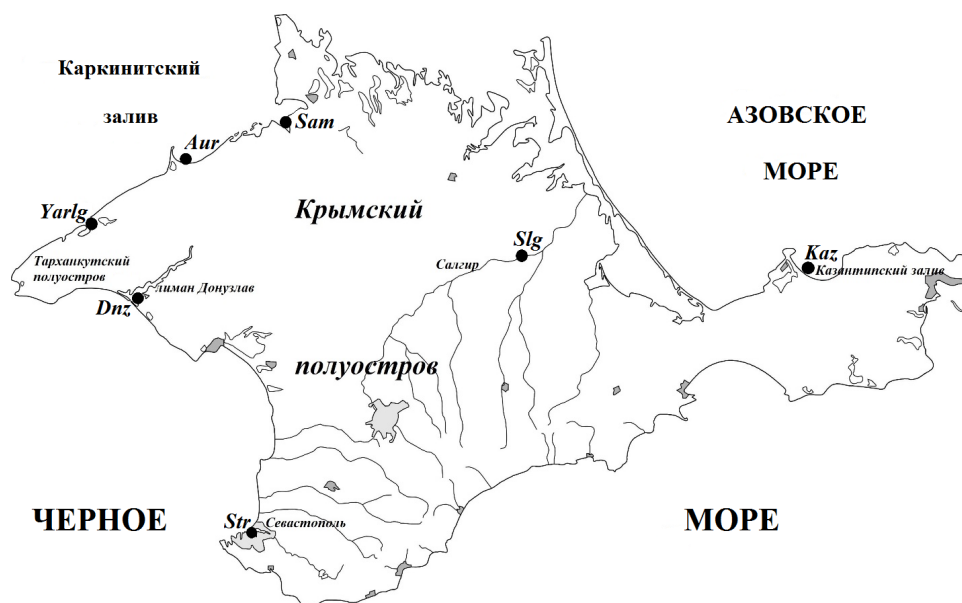 Каркинитский
залив
АЗОВСКОЕ
МОРЕ
Sam
Aur
Yarlg
Крымский
Slg
Салгир
Kaz
Казантипский залив
Тарханкутский
полуостров
лиман Донузлав
Dnz
полуостров
ЧЕРНОЕ
Str
Севастополь
МОРЕ